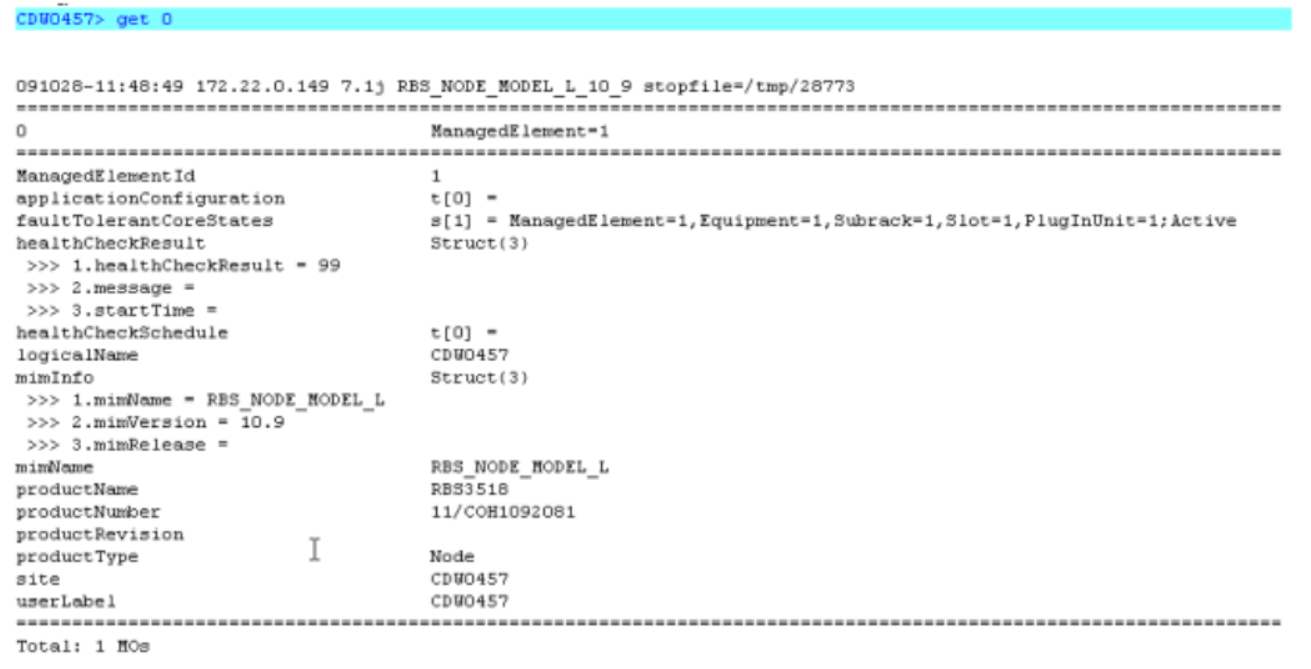 CDW0457> get 0
091028-11:48:49 172.22.0.149 7.1j RBS_NODE_MODEL_L_10_9 stopfile=/tmp/28773
=================================================================================================================
0 ManagedElement=1
=================================================================================================================
ManagedElementId 1
applicationConfiguration t[0] =
faultTolerantCoreStates s[1] = ManagedElement=1,Equipment=1,Subrack=1,Slot=1,PlugInUnit=1;Active
healthCheckResult Struct(3)
>>> 1.healthCheckResult = 99
>>> 2.message =
>>> 3.startTime =
healthCheckSchedule t[0] =
logicalName CDW0457
mimInfo Struct(3)
>>> 1.mimName = RBS_NODE_MODEL_L
>>> 2.mimVersion = 10.9
>>> 3.mimRelease =
mimName RBS_NODE_MODEL_L
productName RBS3518
productNumber 11/COH1092081
productRevision
productType Node
site CDW0457
userLabel CDW0457
=================================================================================================================
Total: 1 MOs